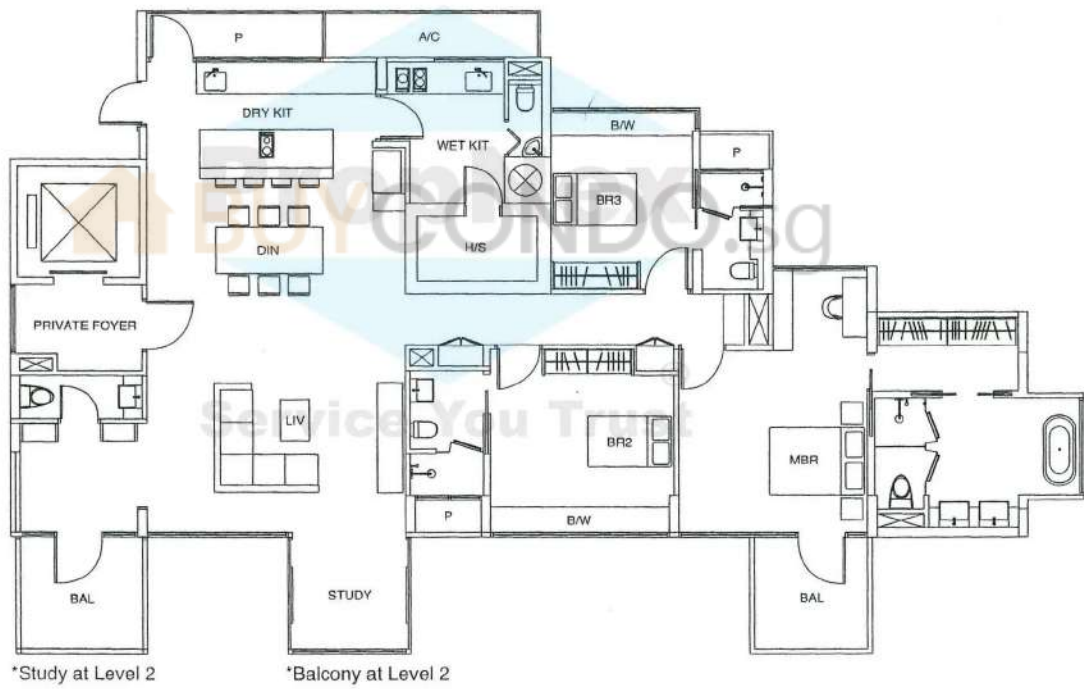 P
A/C
DRY KIT
WET KIT
B/W
P
BR3
BUYCONDO.sg
H/S
DIN
PRIVATE FOYER
Service You Trust
®
LIV
BR2
MBR
P
B/W
BAL
STUDY
BAL
*Study at Level 2
*Balcony at Level 2